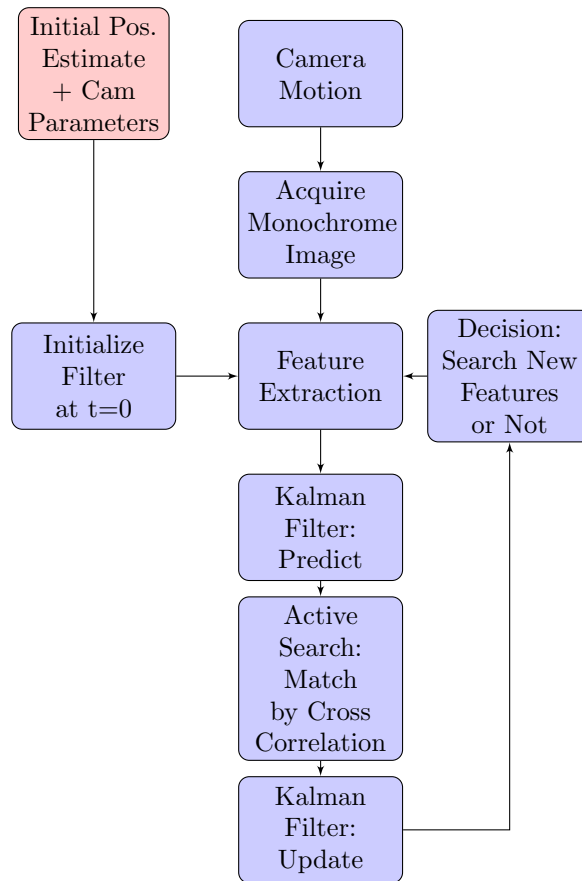 Initial Pos.
Estimate
+ Cam
Parameters
Camera
Motion
Acquire
Monochrome
Image
Initialize
Filter
at t=0
Feature
Extraction
Decision:
Search New
Features
or Not
Kalman
Filter:
Predict
Active
Search:
Match
by Cross
Correlation
Kalman
Filter:
Update